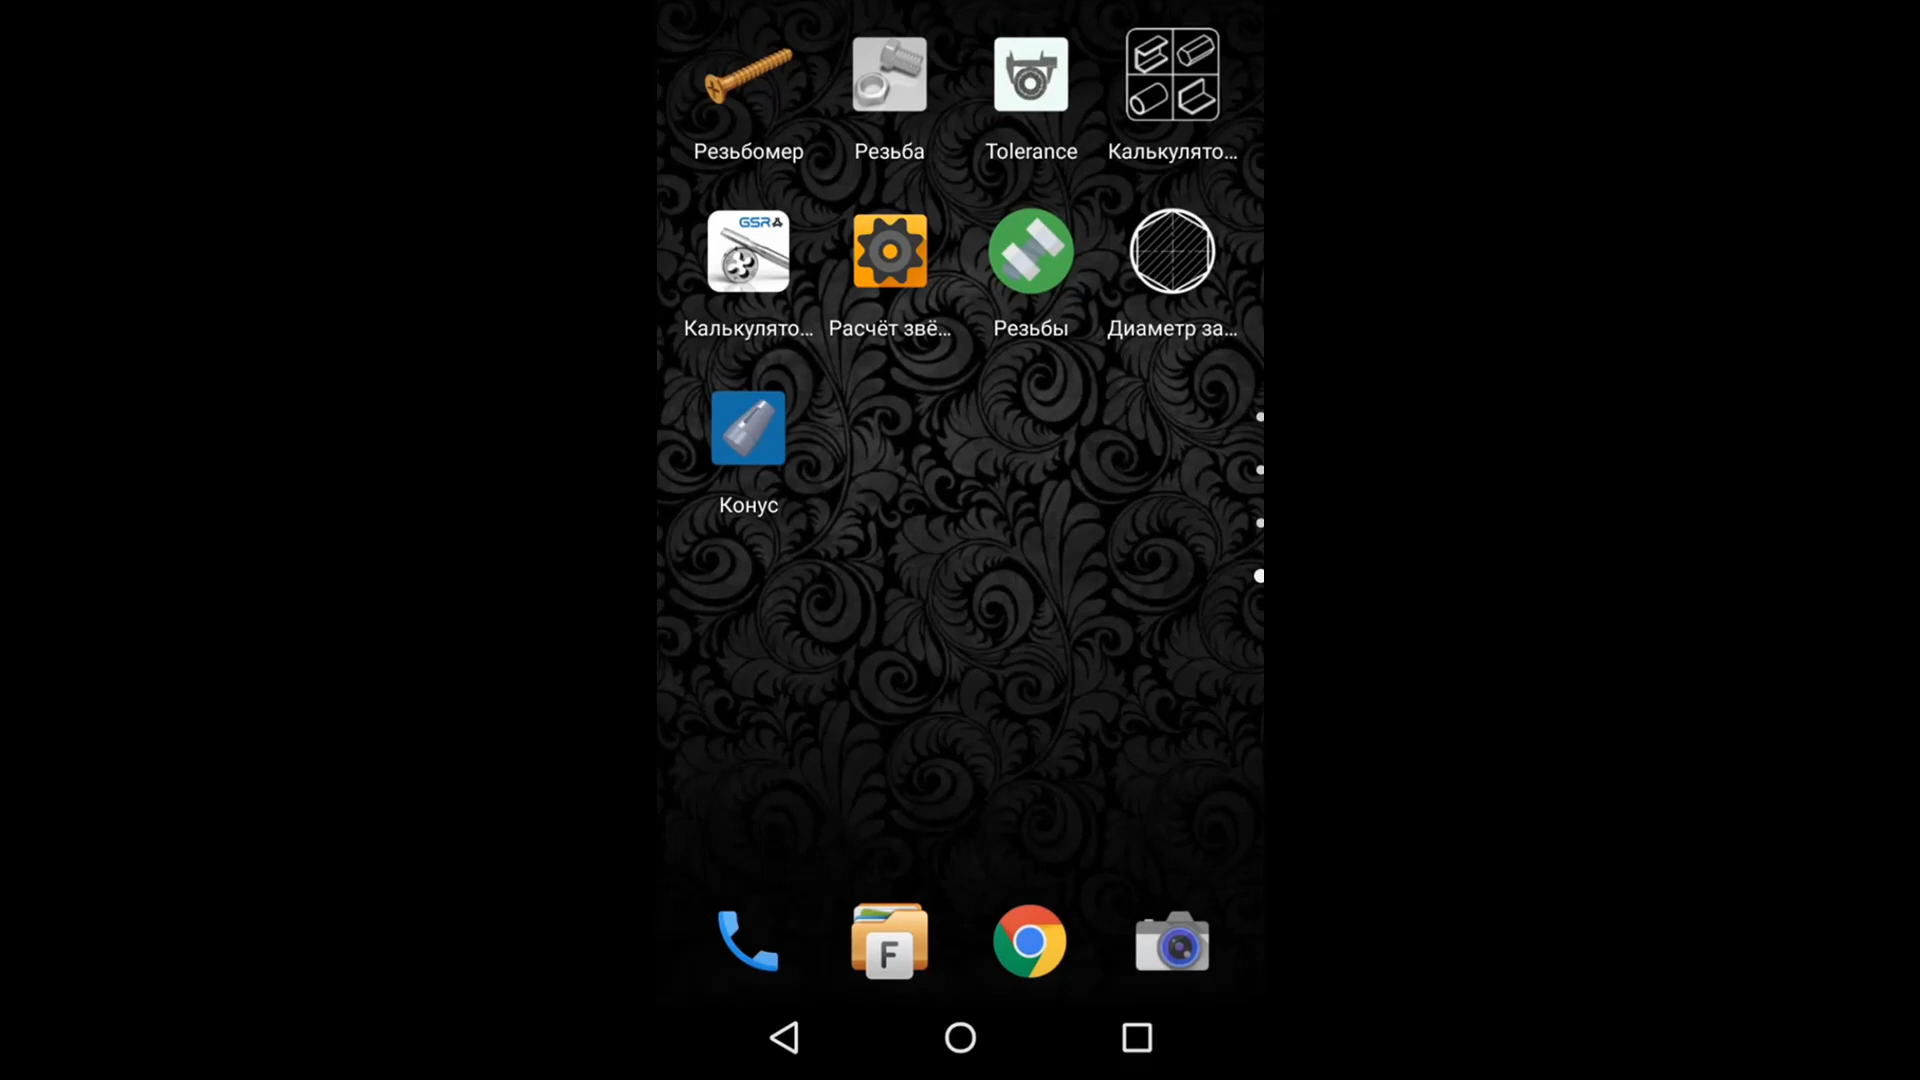 Резьбомер
Резьба
Tolerance
Калькулято...
GSR
Калькулято...
Расчёт звё...
Резьбы
Диаметр за...
Конус
F